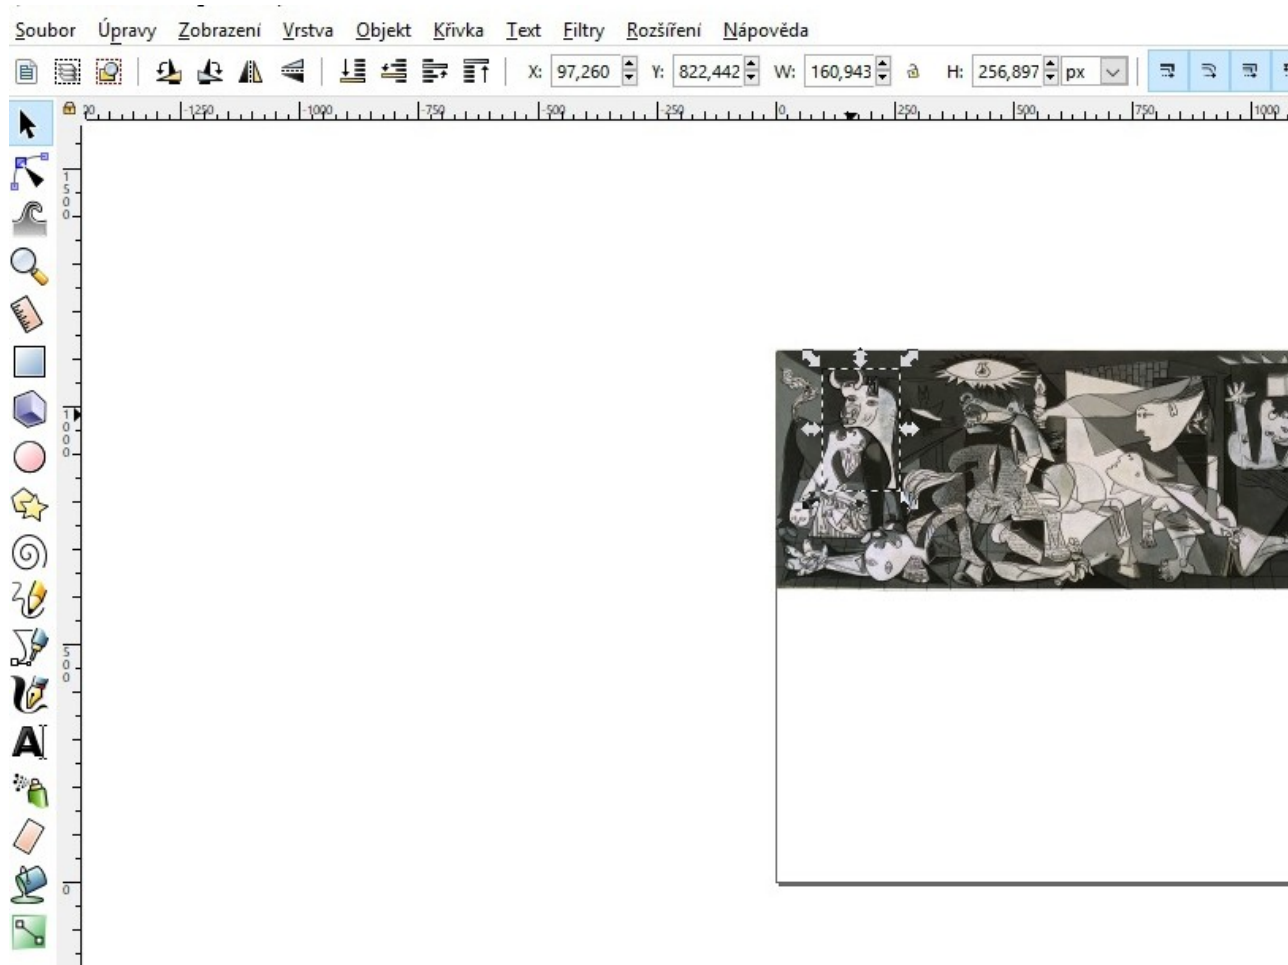 Soubor Úpravy Zobrazení Vrstva Objekt Křivka Text Filtry Rozšíření Nápověda
X: 97,260 Y: 822,442 W: 160,943 H: 256,897 px
-1250 -1000 -750 -500 -250 0 250 500 750 1000
1500
1000
500
0